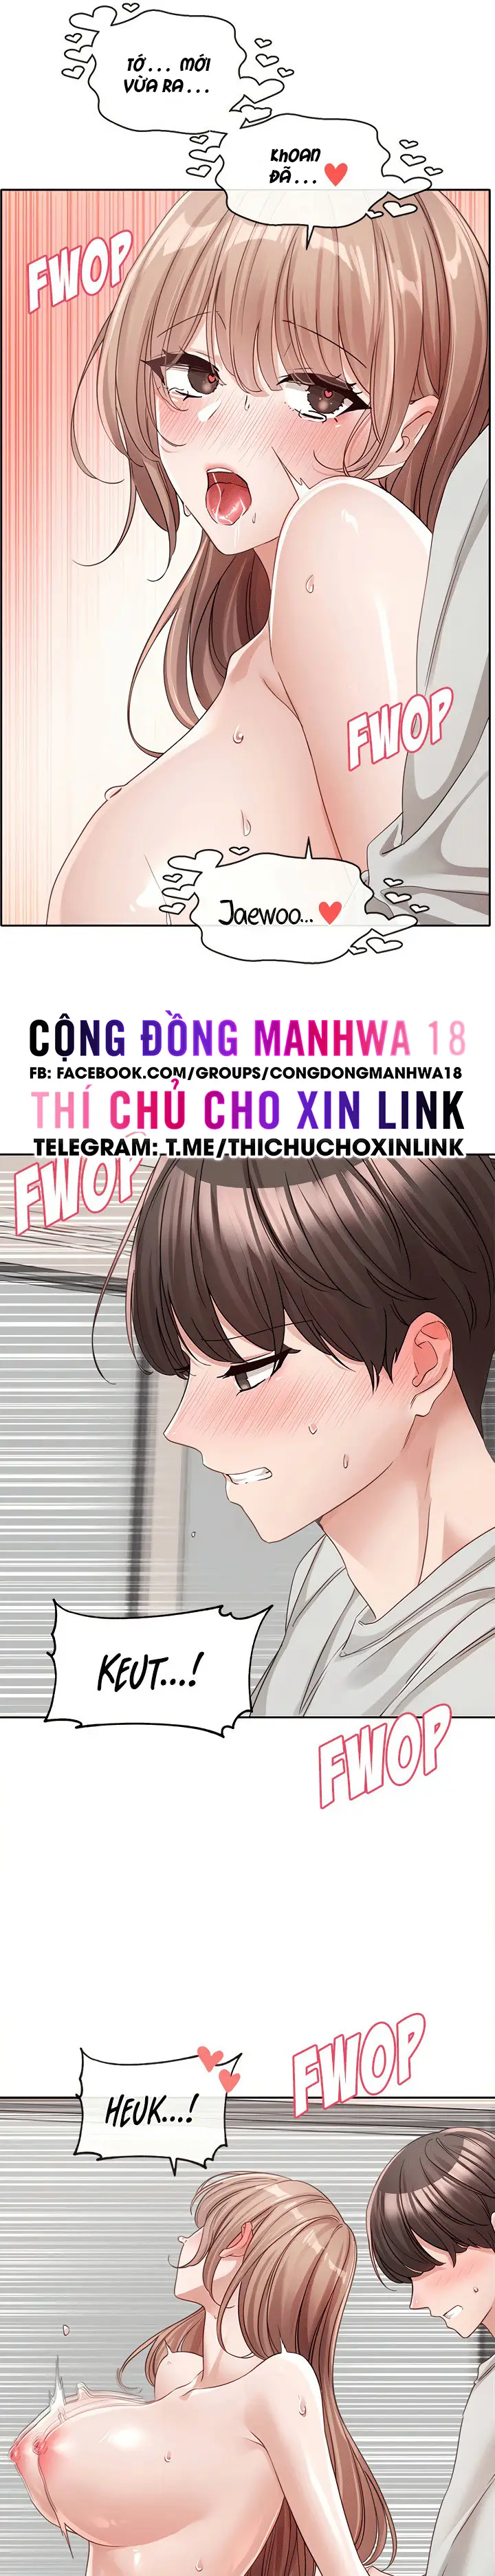 TỚ... MỚI
VỪA RA...
KHOAN
ĐÃ...
FWOP
FWOP
Jaewoo...
CỘNG ĐỒNG MANHWA 18
FB: FACEBOOK.COM/GROUPS/CONGDONGMANHWA18
THÍ CHỦ CHO XIN LINK
TELEGRAM: T.ME/THICHUCHOXINLINK
FWOP
KEUT...!
FWOP
FWOP
HEUK...!